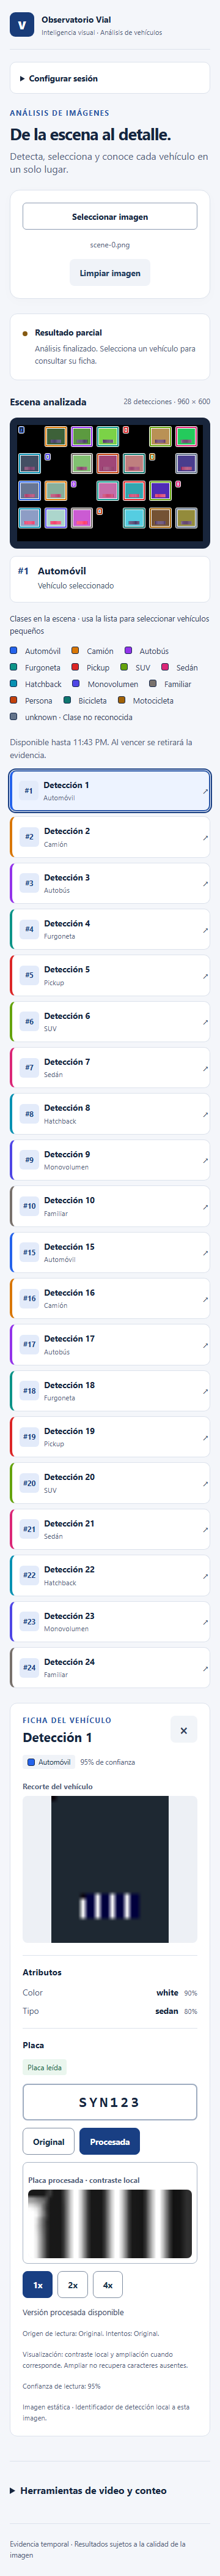 V
Observatorio Vial
Inteligencia visual · Análisis de vehículos
▶ Configurar sesión
ANÁLISIS DE IMÁGENES
De la escena al detalle.
Detecta, selecciona y conoce cada vehículo en
un solo lugar.
Seleccionar imagen
scene-0.png
Limpiar imagen
Resultado parcial
Análisis finalizado. Selecciona un vehículo para
consultar su ficha.
Escena analizada
28 detecciones · 960 × 600
#1 Automóvil
Vehículo seleccionado
Clases en la escena · usa la lista para seleccionar vehículos
pequeños
Automóvil Camión Autobús
Furgoneta Pickup SUV Sedán
Hatchback Monovolumen Familiar
Persona Bicicleta Motocicleta
unknown · Clase no reconocida
Disponible hasta 11:43 PM. Al vencer se retirará la
evidencia.
#1 Detección 1 ↗
Automóvil
#2 Detección 2 ↗
Camión
#3 Detección 3 ↗
Autobús
#4 Detección 4 ↗
Furgoneta
#5 Detección 5 ↗
Pickup
#6 Detección 6 ↗
SUV
#7 Detección 7 ↗
Sedán
#8 Detección 8 ↗
Hatchback
#9 Detección 9 ↗
Monovolumen
#10 Detección 10 ↗
Familiar
#15 Detección 15 ↗
Automóvil
#16 Detección 16 ↗
Camión
#17 Detección 17 ↗
Autobús
#18 Detección 18 ↗
Furgoneta
#19 Detección 19 ↗
Pickup
#20 Detección 20 ↗
SUV
#21 Detección 21 ↗
Sedán
#22 Detección 22 ↗
Hatchback
#23 Detección 23 ↗
Monovolumen
#24 Detección 24 ↗
Familiar
FICHA DEL VEHÍCULO
Detección 1
×
Automóvil 95% de confianza
Recorte del vehículo
Atributos
Color white 90%
Tipo sedan 80%
Placa
Placa leída
SYN123
Original Procesada
Placa procesada · contraste local
1x 2x 4x
Versión procesada disponible
Origen de lectura: Original. Intentos: Original.
Visualización: contraste local y ampliación cuando
corresponde. Ampliar no recupera caracteres ausentes.
Confianza de lectura: 95%
Imagen estática · Identificador de detección local a esta
imagen.
▶ Herramientas de video y conteo
Evidencia temporal · Resultados sujetos a la calidad de la
imagen